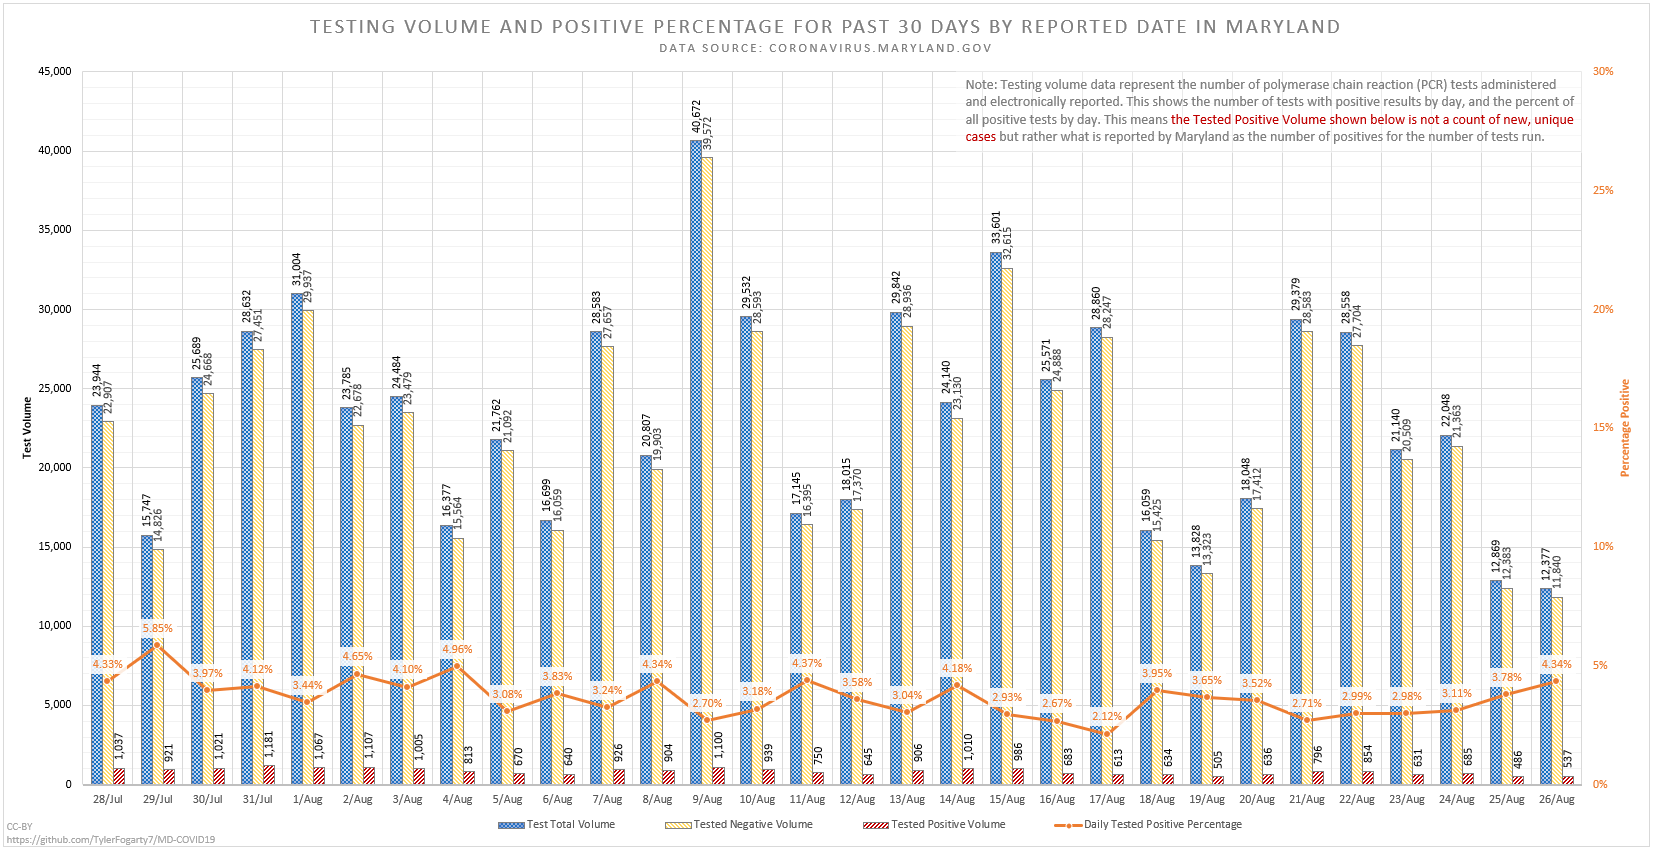 TESTING VOLUME AND POSITIVE PERCENTAGE FOR PAST 30 DAYS BY REPORTED DATE IN MARYLAND
DATA SOURCE: CORONAVIRUS.MARYLAND.GOV
Note: Testing volume data represent the number of polymerase chain reaction (PCR) tests administered
and electronically reported. This shows the number of tests with positive results by day, and the percent of
all positive tests by day. This means the Tested Positive Volume shown below is not a count of new, unique
cases but rather what is reported by Maryland as the number of positives for the number of tests run.
Test Volume
45,000
40,000
35,000
30,000
25,000
20,000
15,000
10,000
5,000
0
Percentage Positive
30%
25%
20%
15%
10%
5%
0%
23,944 22,907 4.33% 1,037
15,747 14,826 5.85% 921
25,689 24,668 3.97% 1,021
28,632 27,451 4.12% 1,181
31,004 29,937 3.44% 1,067
23,785 22,678 4.65% 1,107
24,484 23,479 4.10% 1,005
16,377 15,564 4.96% 813
21,762 21,092 3.08% 670
16,699 16,059 3.83% 640
28,583 27,657 3.24% 926
20,807 19,903 4.34% 904
40,672 39,572 2.70% 1,100
29,532 28,593 3.18% 939
17,145 16,395 4.37% 750
18,015 17,370 3.58% 645
29,842 28,936 3.04% 906
24,140 23,130 4.18% 1,010
33,601 32,615 2.93% 986
25,571 24,888 2.67% 683
28,860 28,247 2.12% 613
16,059 15,425 3.95% 634
13,828 13,323 3.65% 505
18,048 17,412 3.52% 636
29,379 28,583 2.71% 796
28,558 27,704 2.99% 854
21,140 20,509 2.98% 631
22,048 21,363 3.11% 685
12,869 12,383 3.78% 486
12,377 11,840 4.34% 537
28/Jul 29/Jul 30/Jul 31/Jul 1/Aug 2/Aug 3/Aug 4/Aug 5/Aug 6/Aug 7/Aug 8/Aug 9/Aug 10/Aug 11/Aug 12/Aug 13/Aug 14/Aug 15/Aug 16/Aug 17/Aug 18/Aug 19/Aug 20/Aug 21/Aug 22/Aug 23/Aug 24/Aug 25/Aug 26/Aug
Test Total Volume Tested Negative Volume Tested Positive Volume Daily Tested Positive Percentage
CC-BY
https://github.com/TylerFogarty7/MD-COVID19